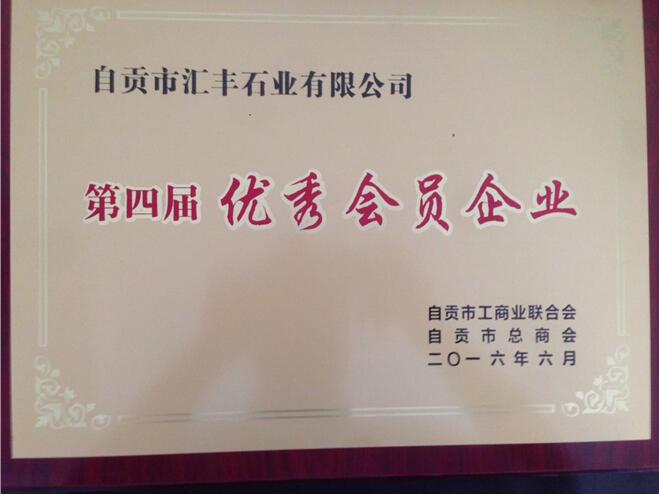 自贡市汇丰石业有限公司
第四届 优秀会员企业
自贡市工商业联合会
自贡市总商会
二〇一六年六月